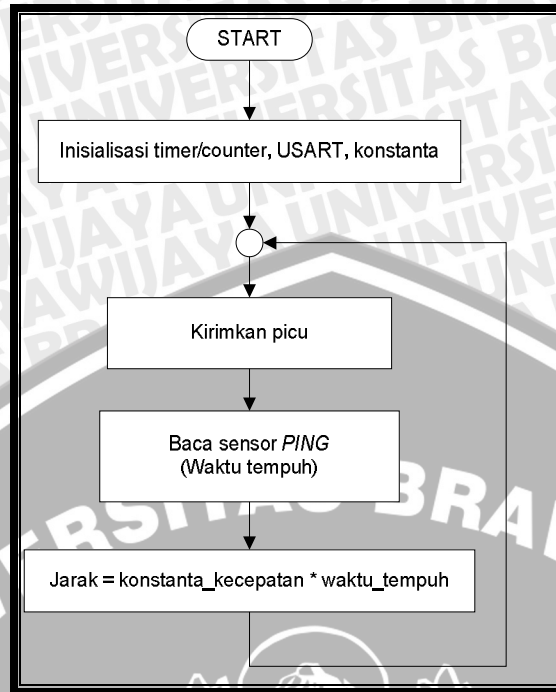 START
Inisialisasi timer/counter, USART, konstanta
Kirimkan picu
Baca sensor PING
(Waktu tempuh)
Jarak = konstanta_kecepatan * waktu_tempuh